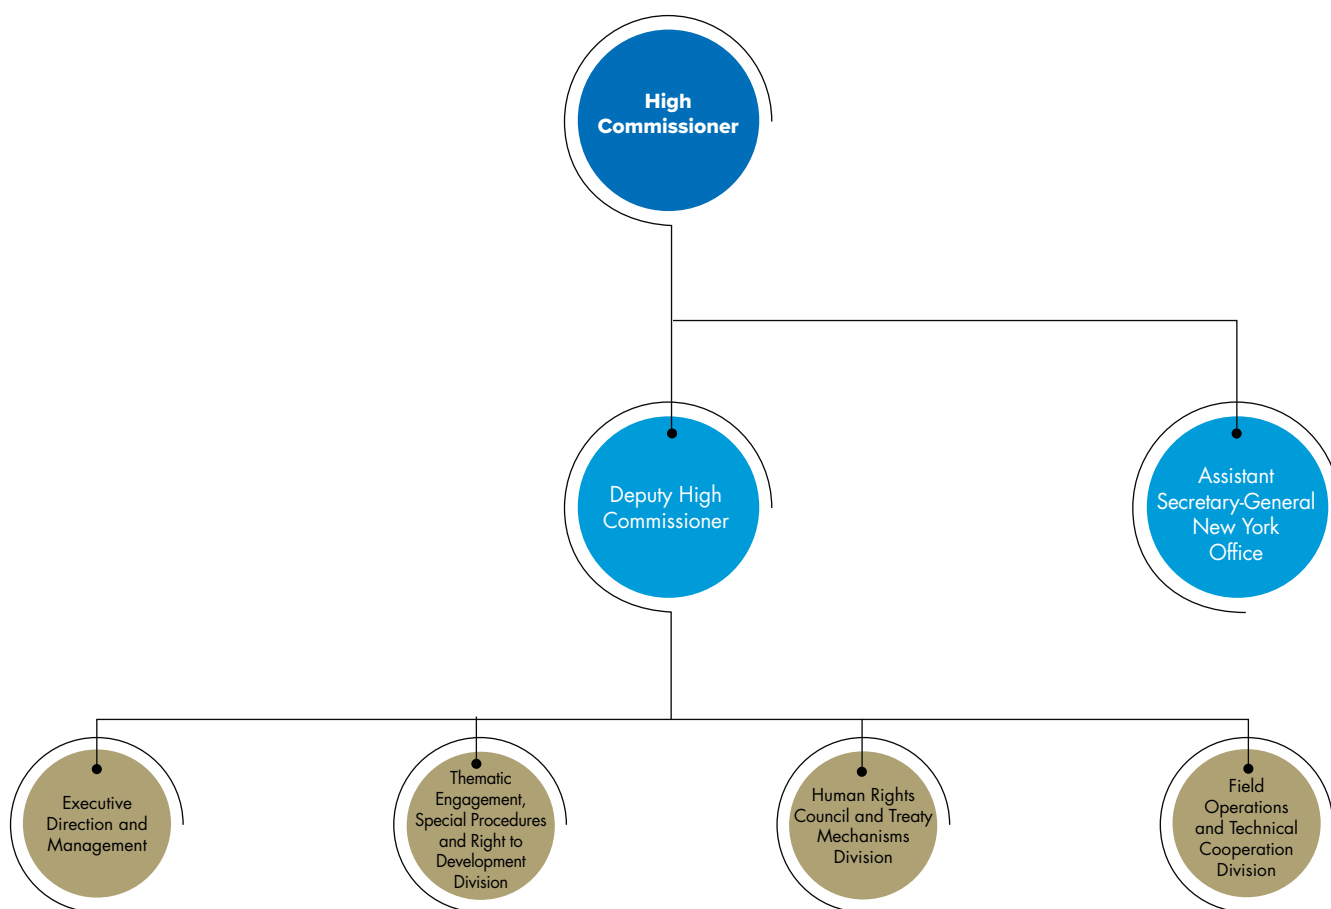 High
Commissioner
Deputy High
Commissioner
Assistant
Secretary-General
New York
Office
Executive
Direction and
Management
Thematic
Engagement,
Special Procedures
and Right to
Development
Division
Human Rights
Council and Treaty
Mechanisms
Division
Field
Operations
and Technical
Cooperation
Division